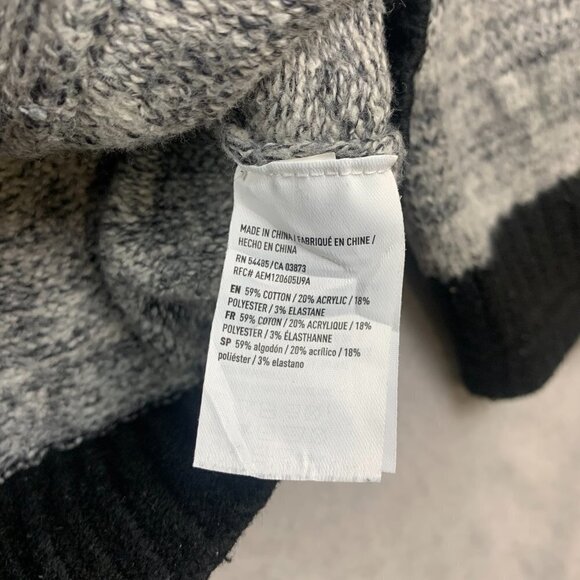 MADE IN CHINA / FABRIQUÉ EN CHINE /
HECHO EN CHINA
RN 54485 / CA 03873
RFC# AEM120605U9A
EN 59% COTTON / 20% ACRYLIC / 18%
POLYESTER / 3% ELASTANE
FR 59% COTON / 20% ACRYLIQUE / 18%
POLYESTER / 3% ÉLASTHANNE
SP 59% algodón / 20% acrílico / 18%
poliéster / 3% elastano